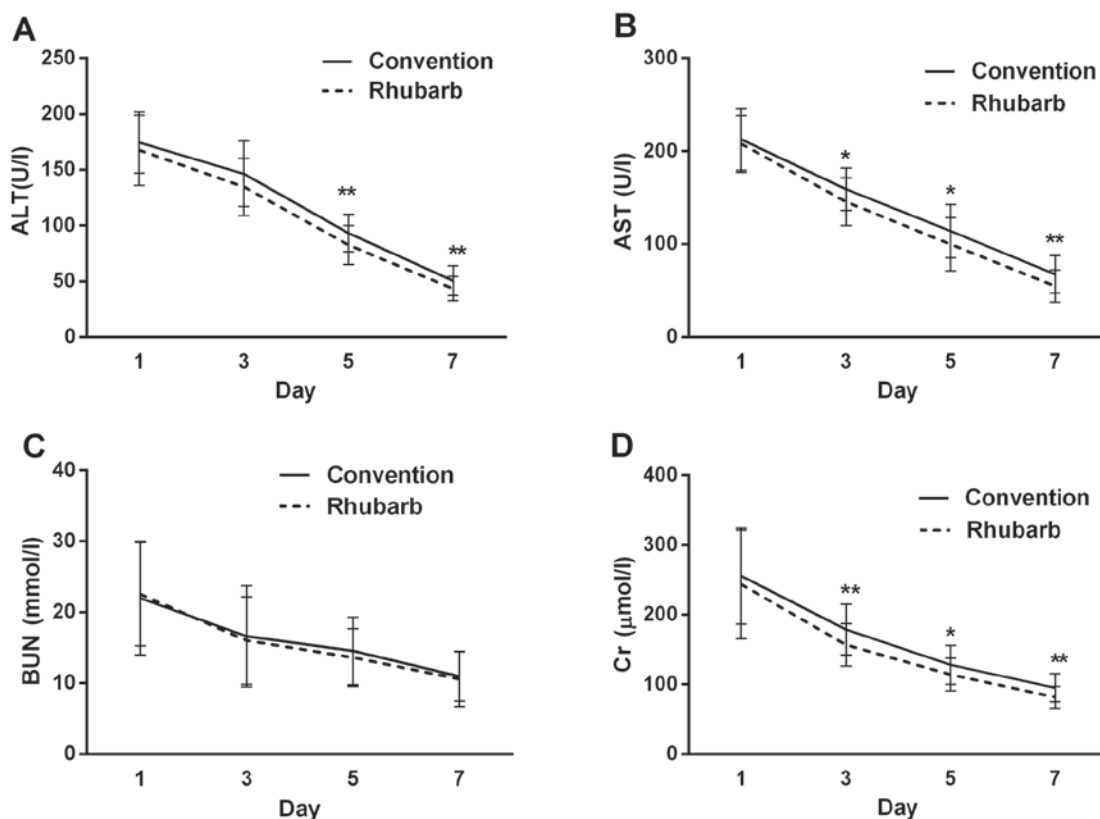 A
ALT(U/l)
250
200
150
100
50
0
Convention
Rhubarb
**
**
1 3 5 7
Day
B
AST (U/l)
300
200
100
0
Convention
Rhubarb
*
*
**
1 3 5 7
Day
C
BUN (mmol/l)
40
30
20
10
0
Convention
Rhubarb
1 3 5 7
Day
D
Cr (μmol/l)
400
300
200
100
0
Convention
Rhubarb
**
*
**
1 3 5 7
Day